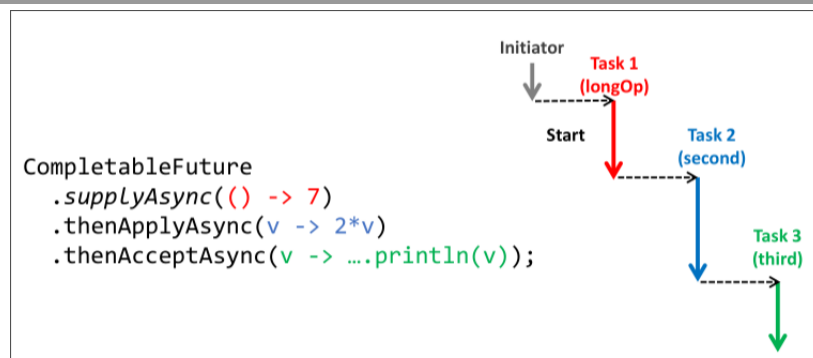 Initiator
Task 1
(longOp)
Start
Task 2
(second)
CompletableFuture
.supplyAsync(() -> 7)
.thenApplyAsync(v -> 2*v)
.thenAcceptAsync(v -> ….println(v));
Task 3
(third)